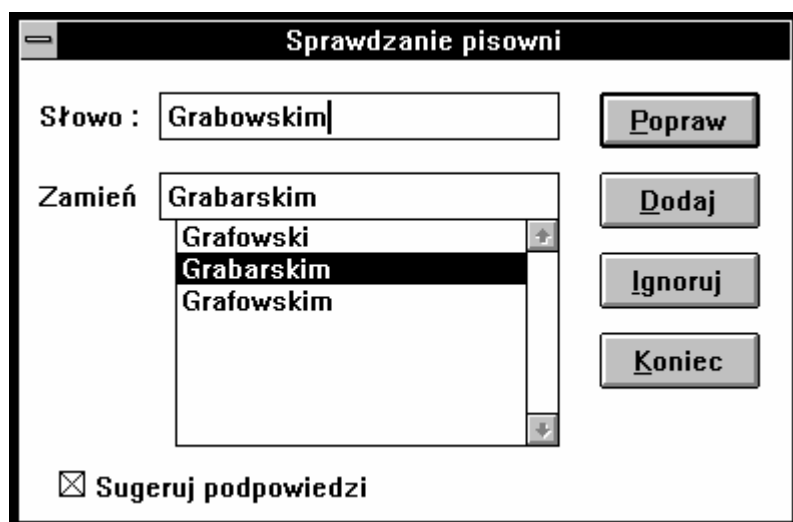 Sprawdzanie pisowni
Słowo : Grabowskim
Popraw
Zamień Grabarskim
Dodaj
Grafowski
Grabarskim
Ignoruj
Grafowskim
Koniec
Sugeruj podpowiedzi